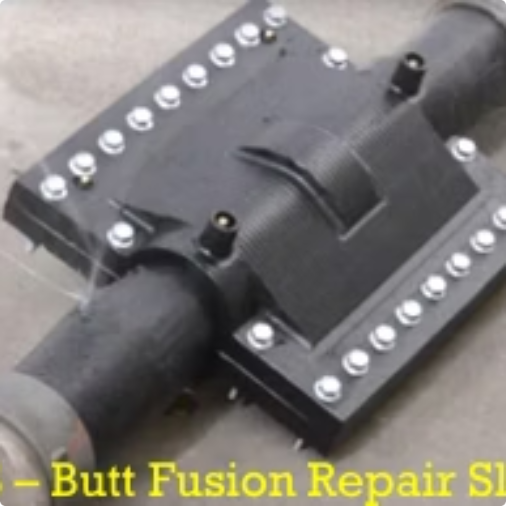 – Butt Fusion Repair Sl